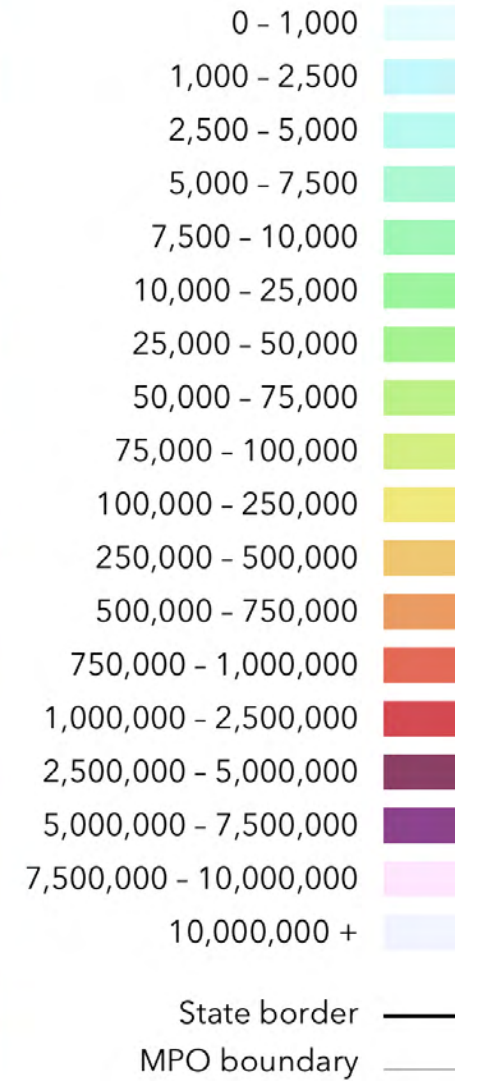 0 – 1,000
1,000 – 2,500
2,500 – 5,000
5,000 – 7,500
7,500 – 10,000
10,000 – 25,000
25,000 – 50,000
50,000 – 75,000
75,000 – 100,000
100,000 – 250,000
250,000 – 500,000
500,000 – 750,000
750,000 – 1,000,000
1,000,000 – 2,500,000
2,500,000 – 5,000,000
5,000,000 – 7,500,000
7,500,000 – 10,000,000
10,000,000 +
State border
MPO boundary